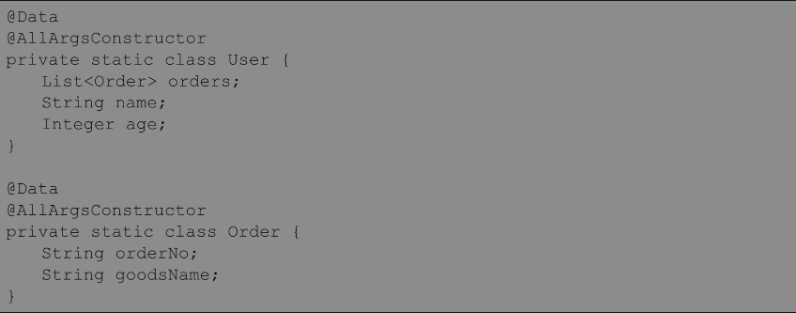 @Data
@AllArgsConstructor
private static class User {
    List<Order> orders;
    String name;
    Integer age;
}

@Data
@AllArgsConstructor
private static class Order {
    String orderNo;
    String goodsName;
}